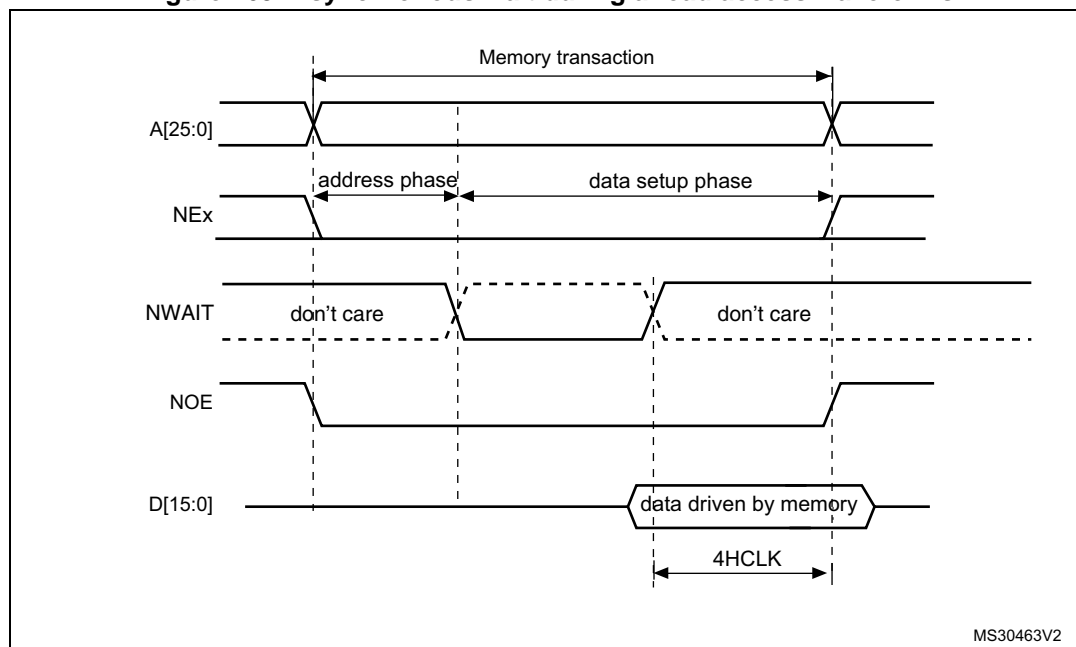 Memory transaction
A[25:0]
address phase
data setup phase
NEx
NWAIT
don't care
don't care
NOE
D[15:0]
data driven by memory
4HCLK
MS30463V2